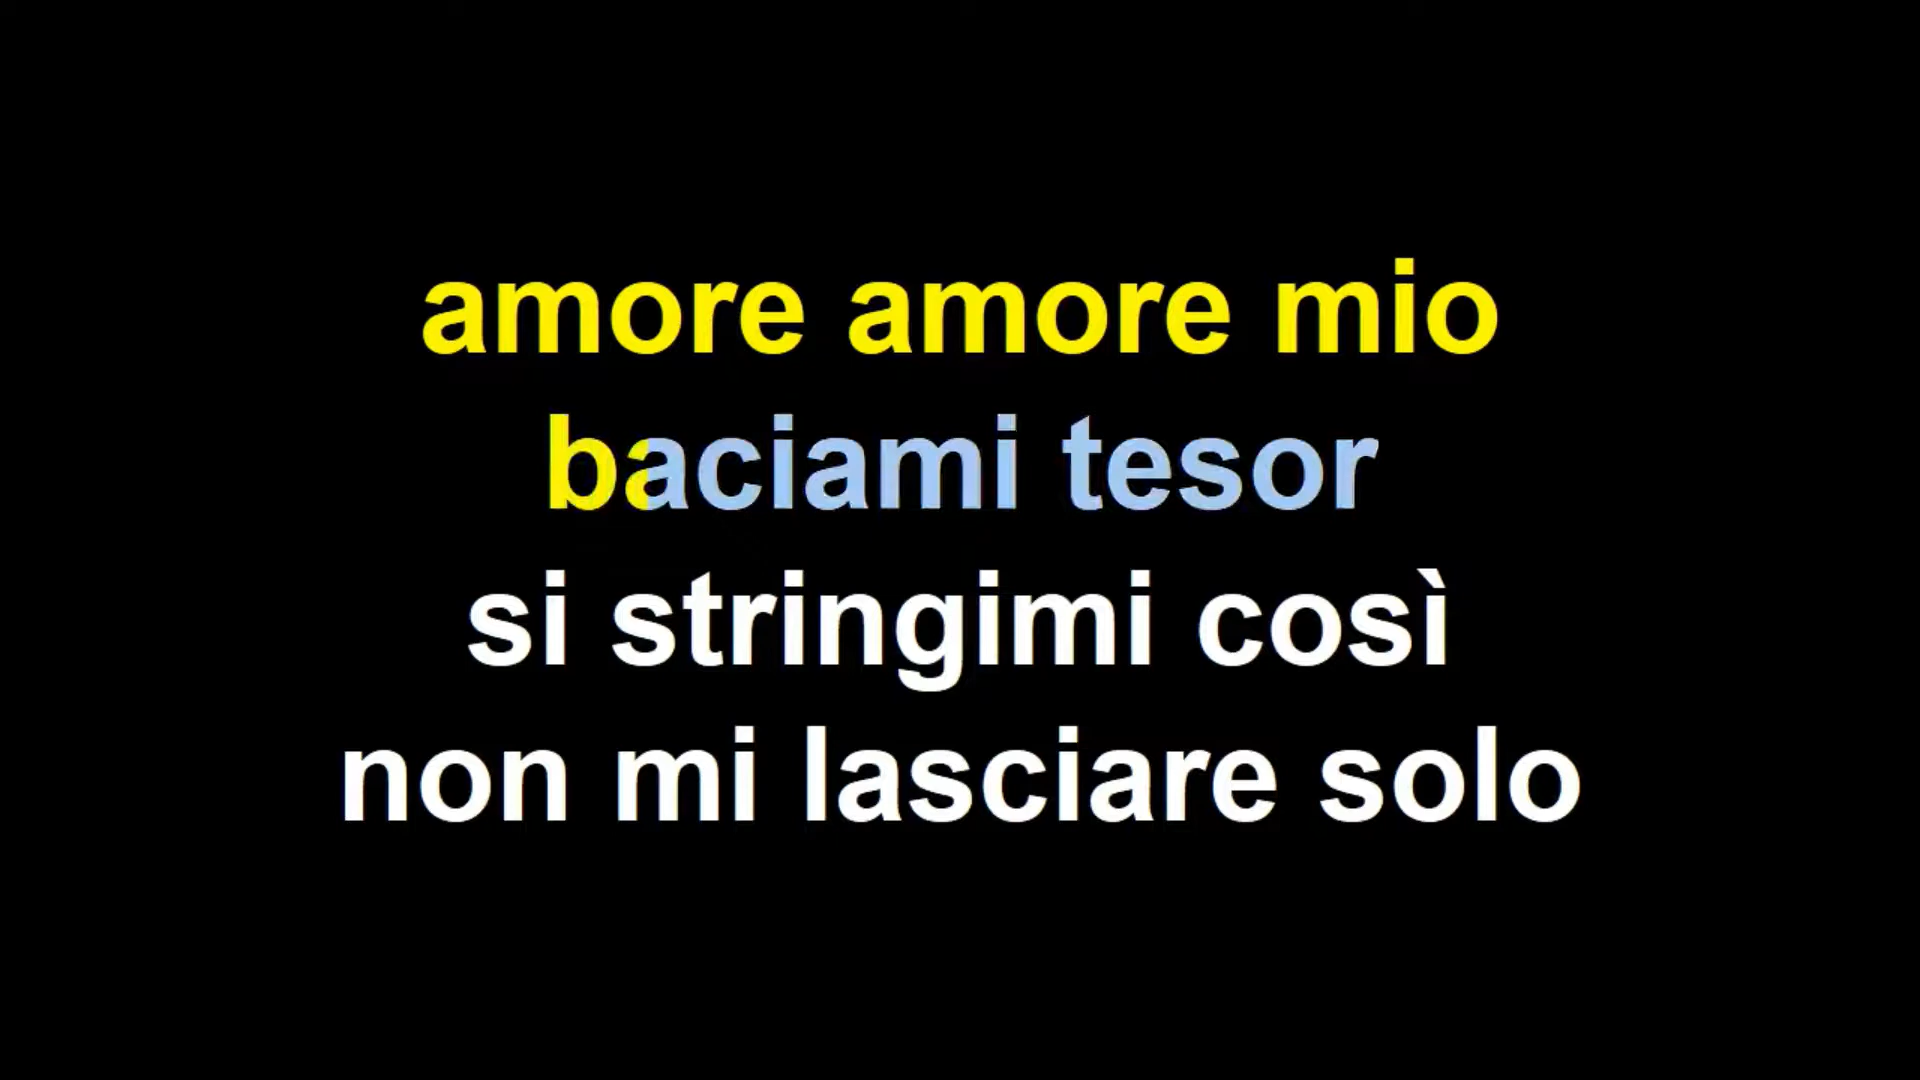 amore amore mio
baciami tesor
si stringimi così
non mi lasciare solo